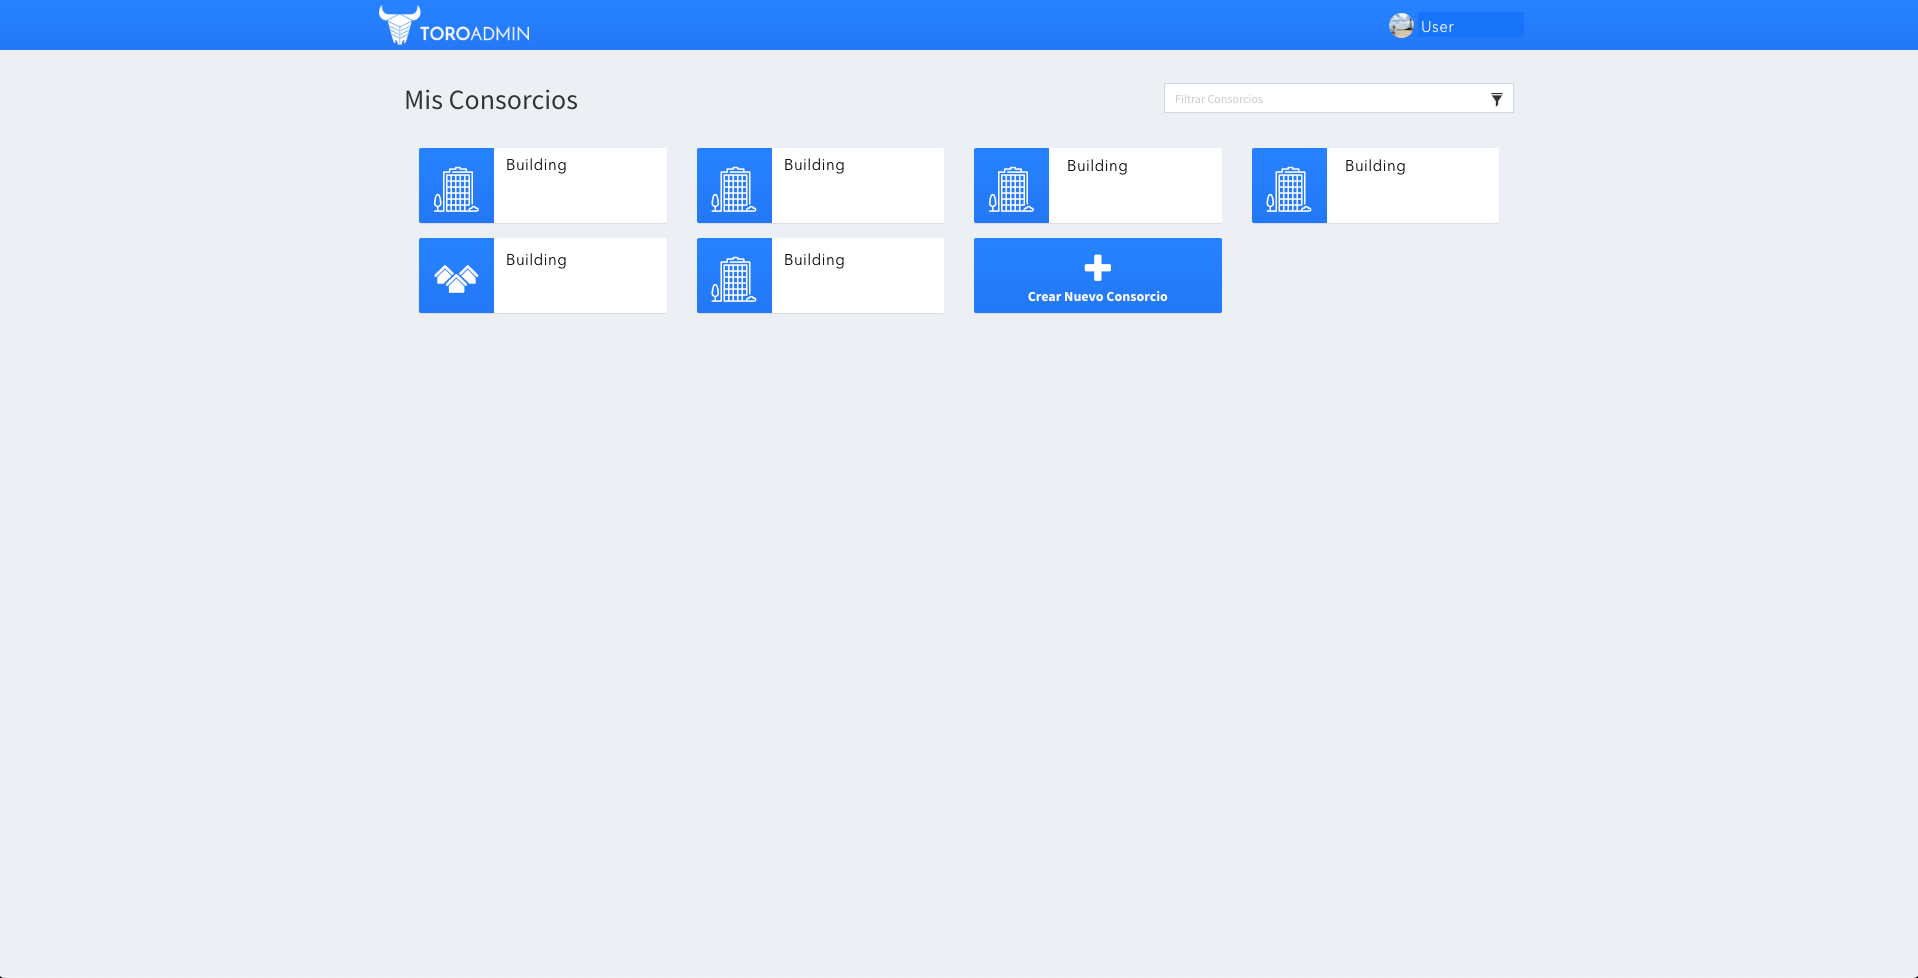 TOROADMIN
User
Mis Consorcios
Filtrar Consorcios
Building
Building
Building
Building
Building
Building
Crear Nuevo Consorcio